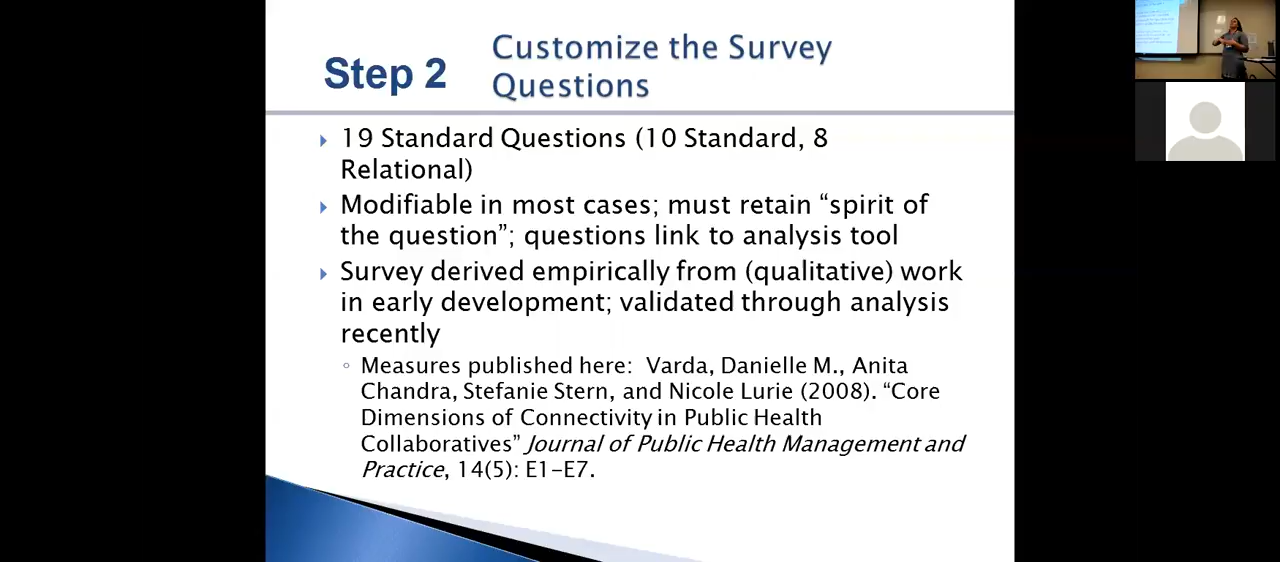 Step 2
Customize the Survey
Questions
19 Standard Questions (10 Standard, 8
Relational)
Modifiable in most cases; must retain “spirit of
the question”; questions link to analysis tool
Survey derived empirically from (qualitative) work
in early development; validated through analysis
recently
Measures published here: Varda, Danielle M., Anita
Chandra, Stefanie Stern, and Nicole Lurie (2008). “Core
Dimensions of Connectivity in Public Health
Collaboratives” Journal of Public Health Management and
Practice, 14(5): E1-E7.